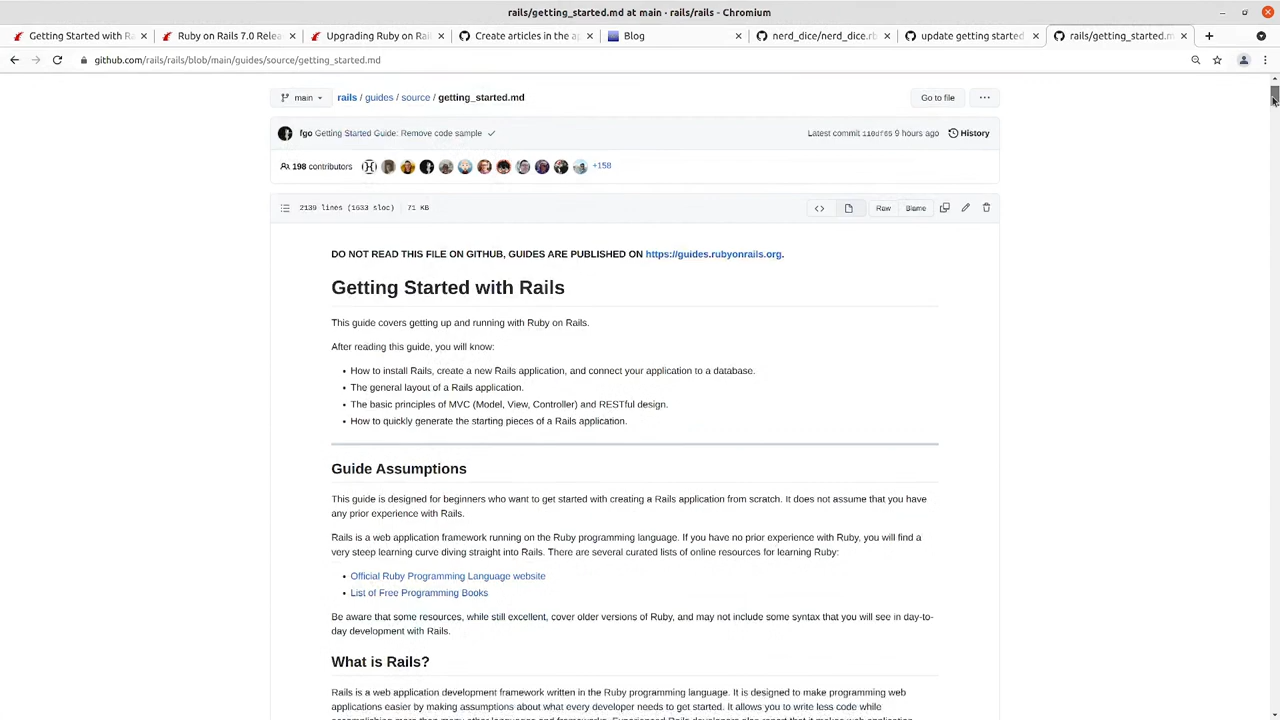 rails/getting_started.md at main · rails/rails - Chromium
Getting Started with R
Ruby on Rails 7.0 Relea
Upgrading Ruby on Rai
Create articles in the ap
Blog
nerd_dice/nerd_dice.rb
update getting started
rails/getting_started.m
github.com/rails/rails/blob/main/guides/source/getting_started.md
main
rails / guides / source / getting_started.md
Go to file
fgo Getting Started Guide: Remove code sample
Latest commit 9 hours ago
History
198 contributors
+158
2139 lines (1633 sloc) 71 KB
Raw
Blame
DO NOT READ THIS FILE ON GITHUB, GUIDES ARE PUBLISHED ON https://guides.rubyonrails.org.
Getting Started with Rails
This guide covers getting up and running with Ruby on Rails.
After reading this guide, you will know:
• How to install Rails, create a new Rails application, and connect your application to a database.
• The general layout of a Rails application.
• The basic principles of MVC (Model, View, Controller) and RESTful design.
• How to quickly generate the starting pieces of a Rails application.
Guide Assumptions
This guide is designed for beginners who want to get started with creating a Rails application from scratch. It does not assume that you have
any prior experience with Rails.
Rails is a web application framework running on the Ruby programming language. If you have no prior experience with Ruby, you will find a
very steep learning curve diving straight into Rails. There are several curated lists of online resources for learning Ruby:
• Official Ruby Programming Language website
• List of Free Programming Books
Be aware that some resources, while still excellent, cover older versions of Ruby, and may not include some syntax that you will see in day-to-
day development with Rails.
What is Rails?
Rails is a web application development framework written in the Ruby programming language. It is designed to make programming web
applications easier by making assumptions about what every developer needs to get started. It allows you to write less code while